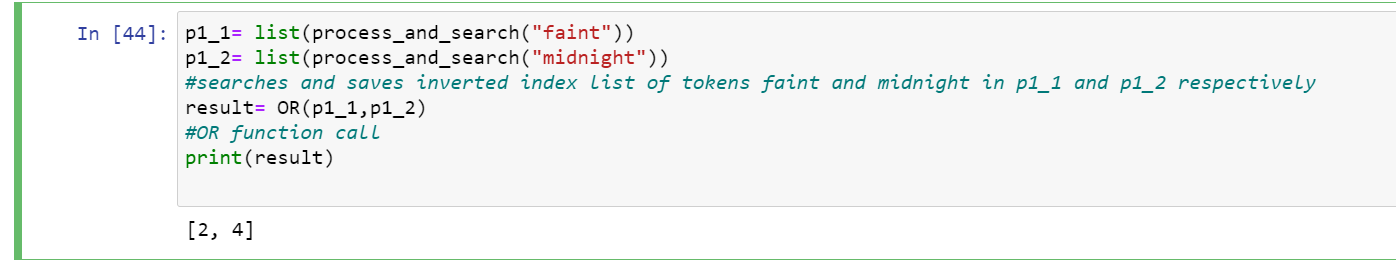 In [44]: p1_1= list(process_and_search("faint"))
p1_2= list(process_and_search("midnight"))
#searches and saves inverted index list of tokens faint and midnight in p1_1 and p1_2 respectively
result= OR(p1_1,p1_2)
#OR function call
print(result)
[2, 4]